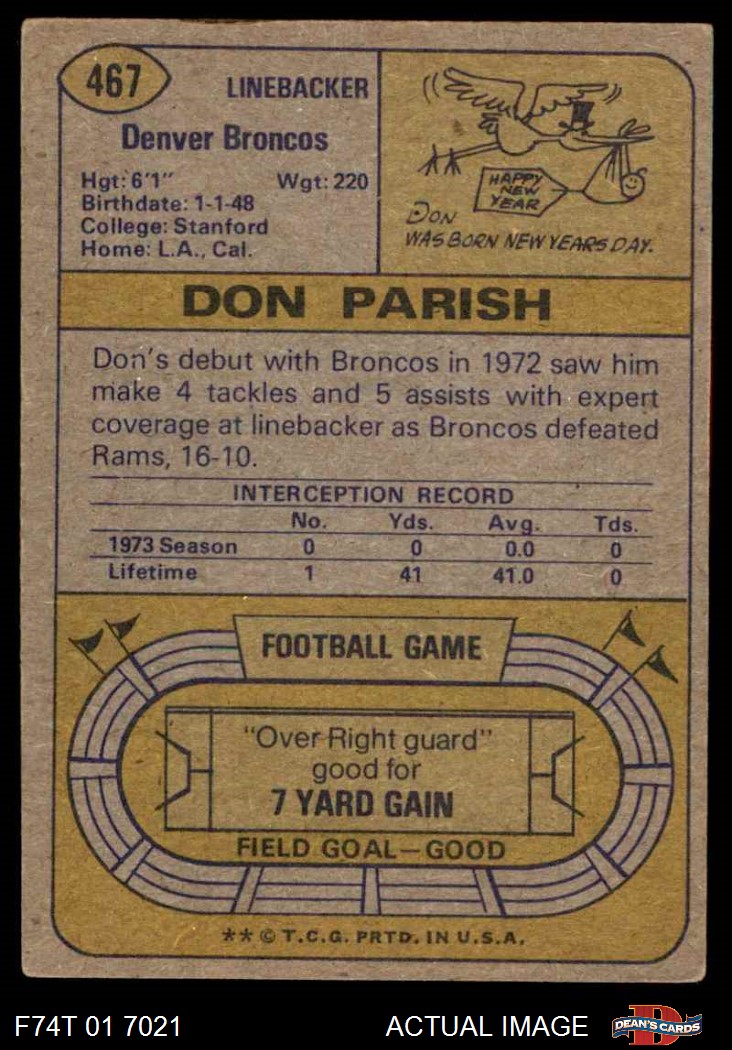 467
LINEBACKER
Denver Broncos
Hgt: 6'1" Wgt: 220
Birthdate: 1-1-48
College: Stanford
Home: L.A., Cal.
HAPPY
NEW
YEAR
DON
WAS BORN NEW YEARS DAY.
DON PARISH
Don's debut with Broncos in 1972 saw him
make 4 tackles and 5 assists with expert
coverage at linebacker as Broncos defeated
Rams, 16-10.
INTERCEPTION RECORD
No. Yds. Avg. Tds.
1973 Season 0 0 0.0 0
Lifetime 1 41 41.0 0
FOOTBALL GAME
"Over Right guard"
good for
7 YARD GAIN
FIELD GOAL—GOOD
** © T.C.G. PRTD. IN U.S.A.
F74T 01 7021 ACTUAL IMAGE
DEAN'S CARDS